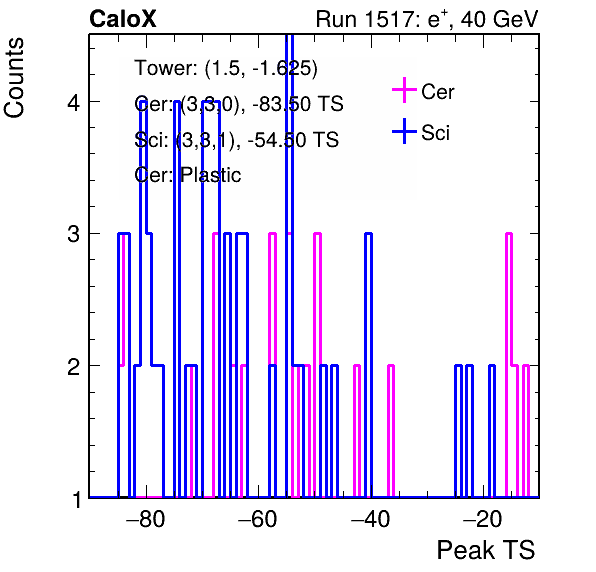 CaloX Run 1517: e⁺, 40 GeV
Counts
Tower: (1.5, -1.625)
Cer: (3,3,0), -83.50 TS
Sci: (3,3,1), -54.50 TS
Cer: Plastic
Cer
Sci
4
3
2
1
−80 −60 −40 −20
Peak TS